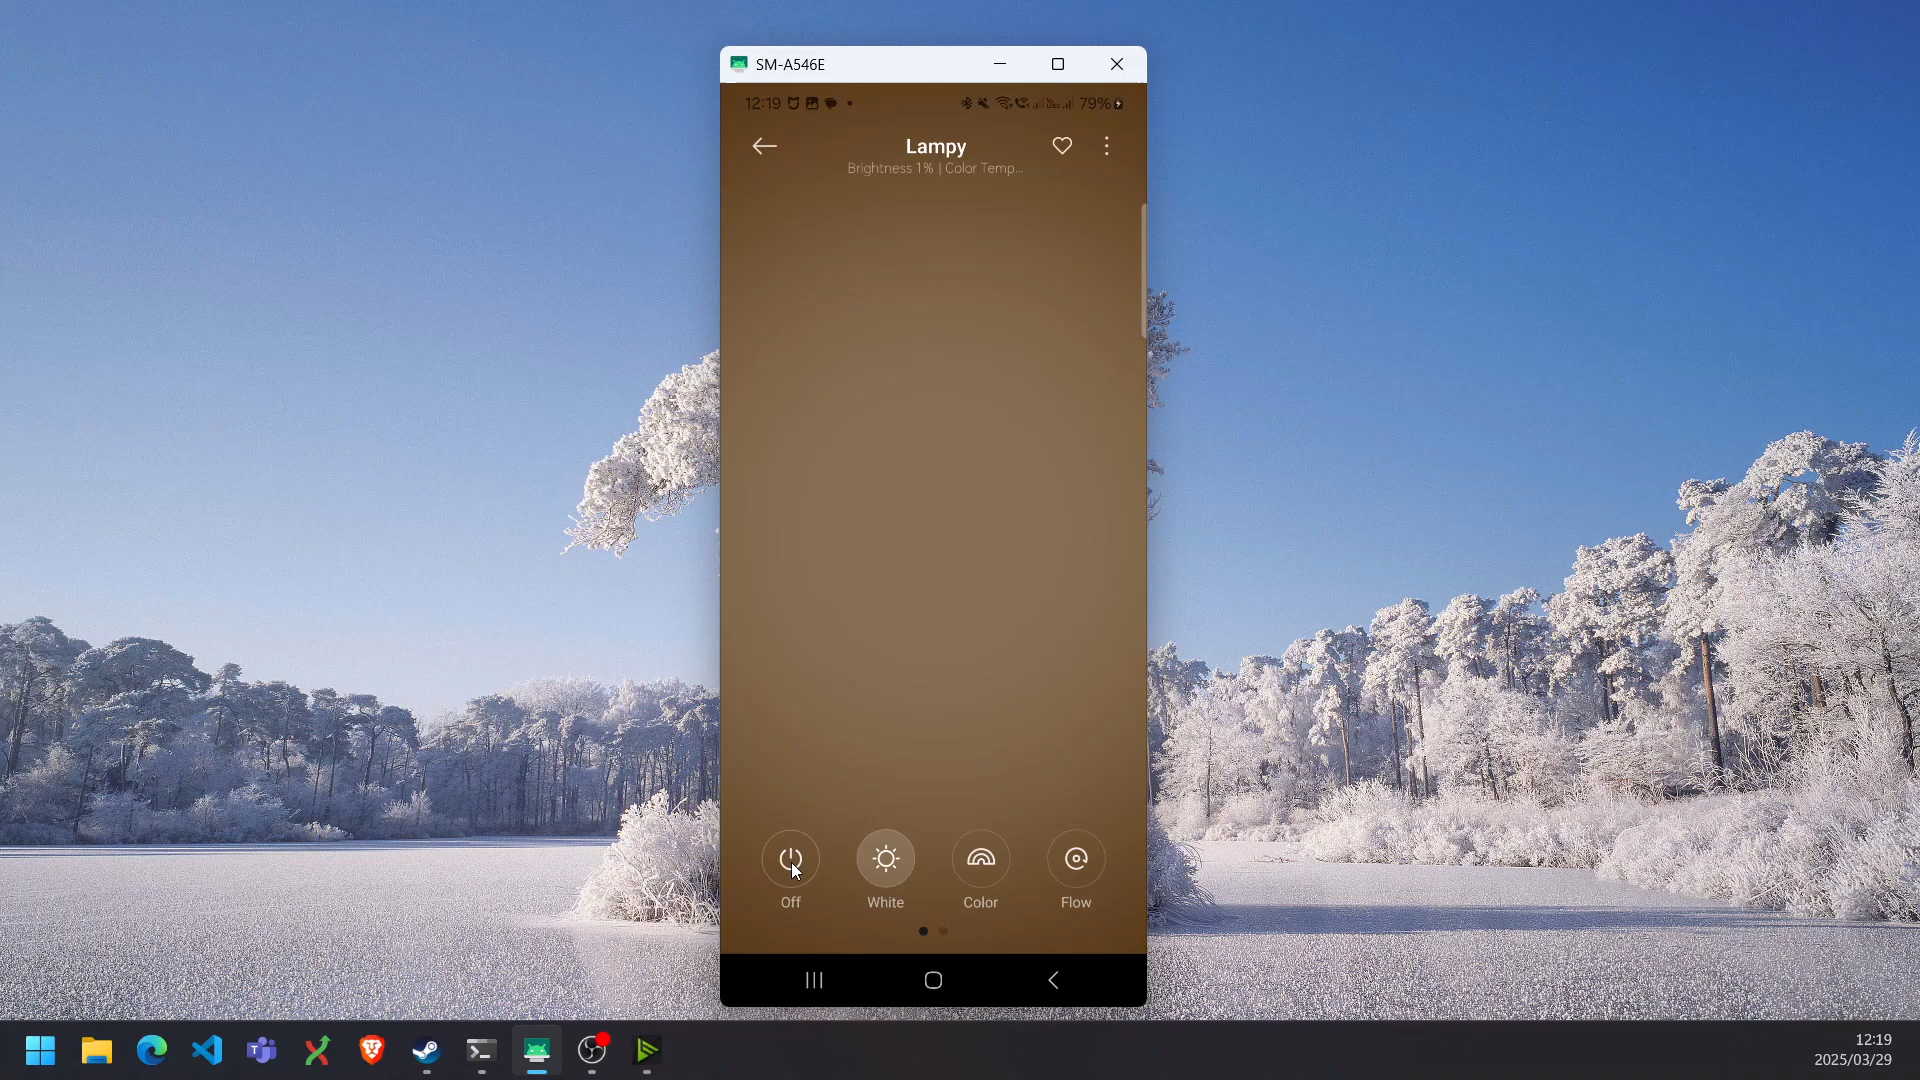 SM-A546E
12:19
79%
Lampy
Brightness 1% | Color Temp...
Off
White
Color
Flow
12:19
2025/03/29